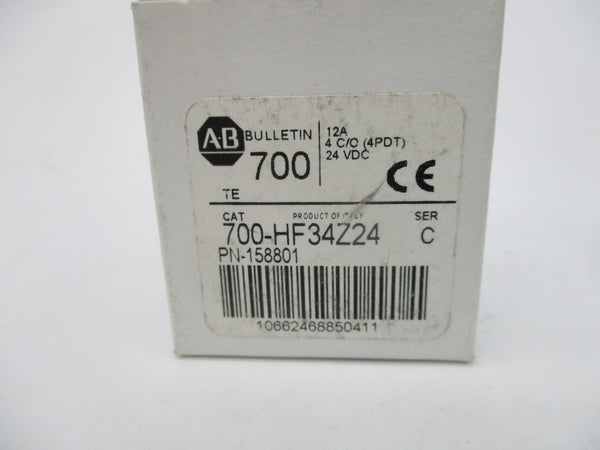 AB BULLETIN
700
12A
4 C/O (4PDT)
24 VDC
CE
TE
CAT PRODUCT OF ITALY SER
700-HF34Z24 C
PN-158801
10662468850411